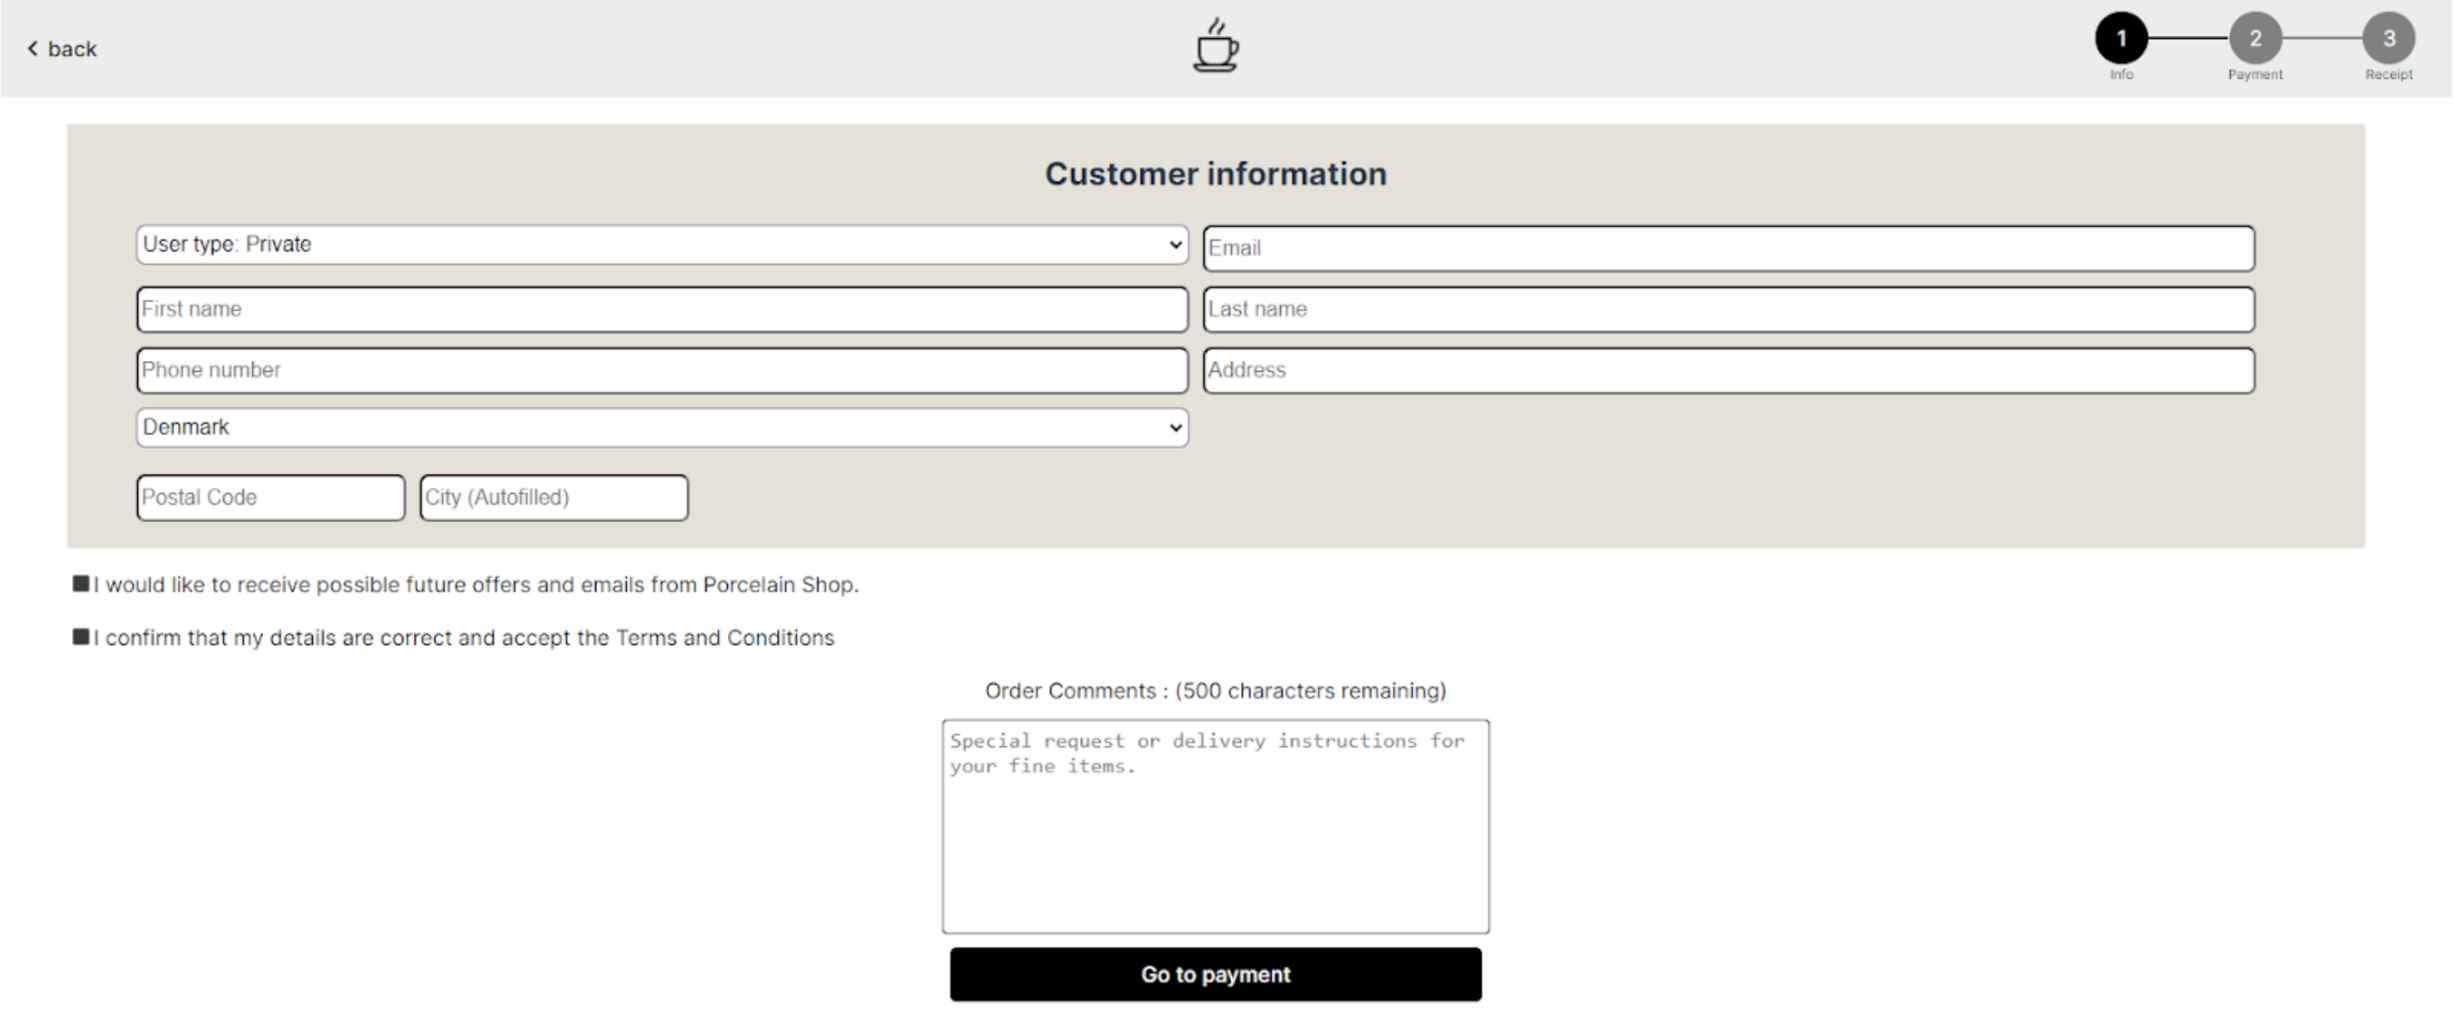 back
1 2 3
Info Payment Receipt
Customer information
User type: Private
Email
First name
Last name
Phone number
Address
Denmark
Postal Code
City (Autofilled)
I would like to receive possible future offers and emails from Porcelain Shop.
I confirm that my details are correct and accept the Terms and Conditions
Order Comments : (500 characters remaining)
Special request or delivery instructions for
your fine items.
Go to payment